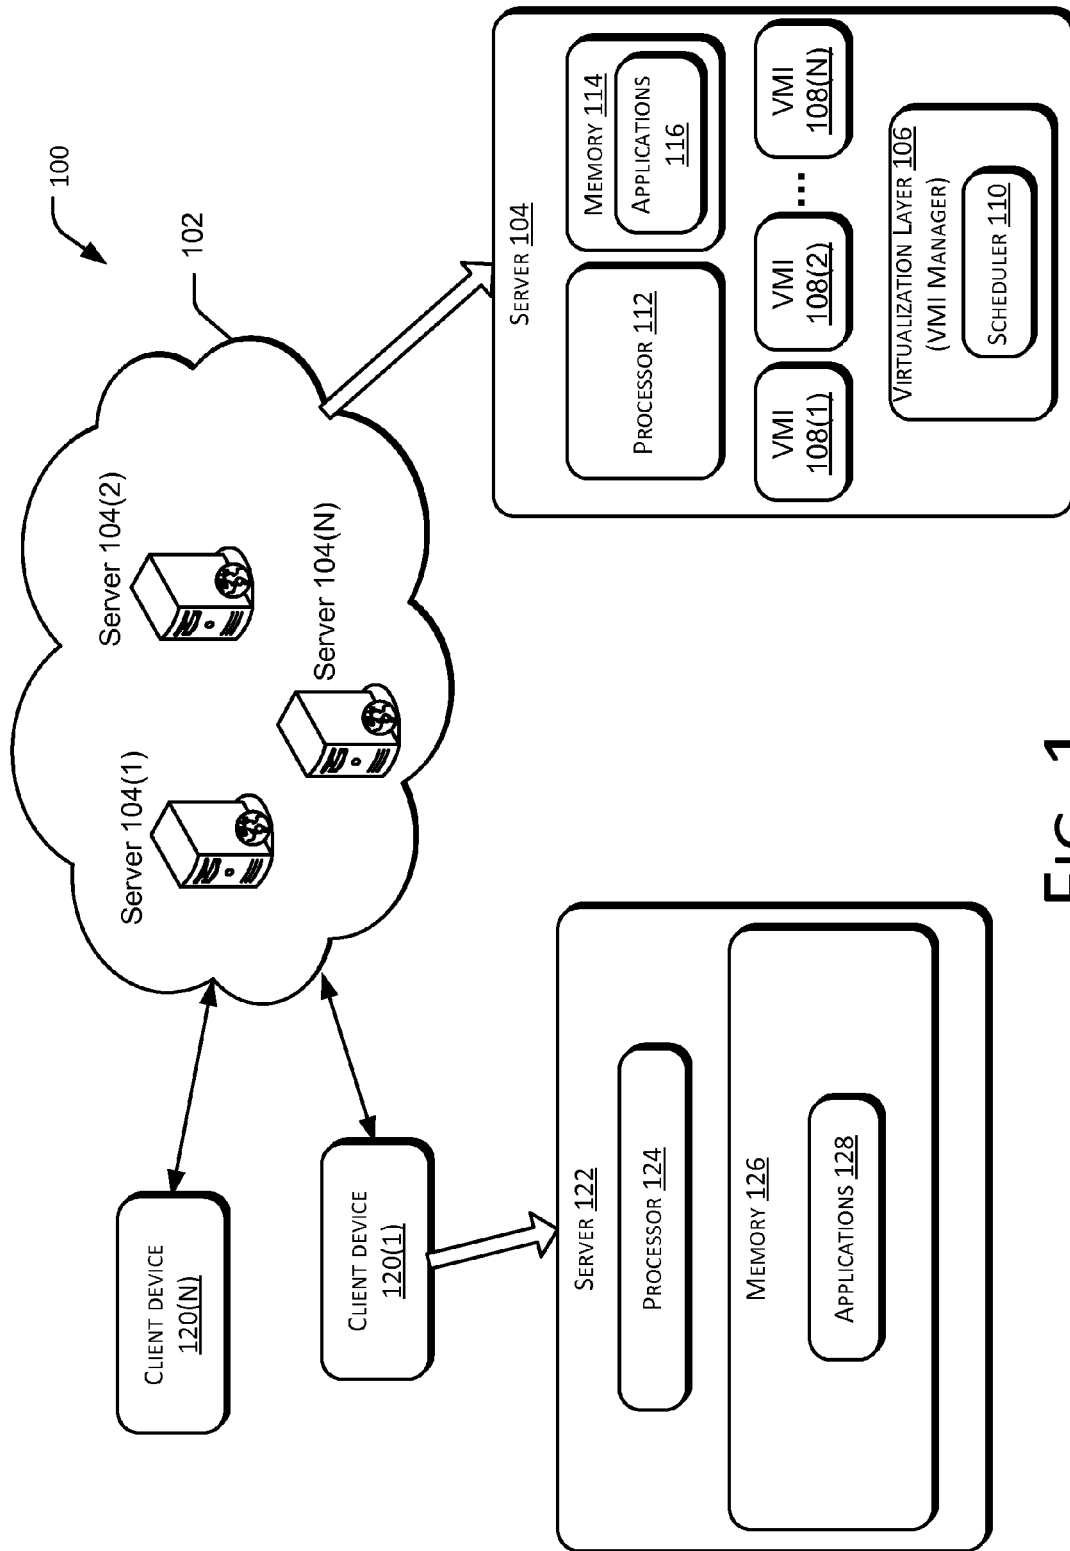 100
102
Server 104(1)
Server 104(2)
Server 104(N)
CLIENT DEVICE
120(N)
CLIENT DEVICE
120(1)
SERVER 122
PROCESSOR 124
MEMORY 126
APPLICATIONS 128
SERVER 104
PROCESSOR 112
MEMORY 114
APPLICATIONS
116
VMI
108(1)
VMI
108(2)
...
VMI
108(N)
VIRTUALIZATION LAYER 106
(VMI MANAGER)
SCHEDULER 110
FIG. 1